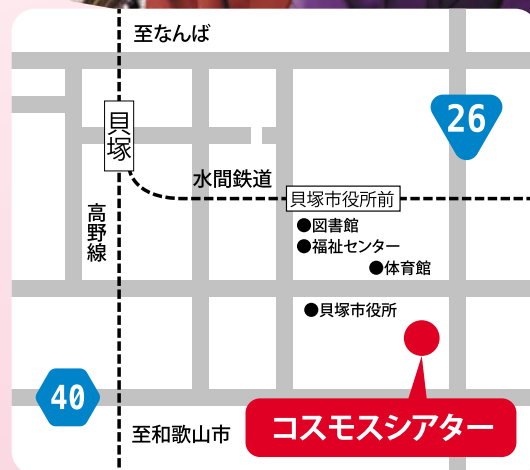 至なんば
26
貝塚
水間鉄道
貝塚市役所前
高野線
●図書館
●福祉センター
●体育館
●貝塚市役所
40
至和歌山市
コスモスシアター